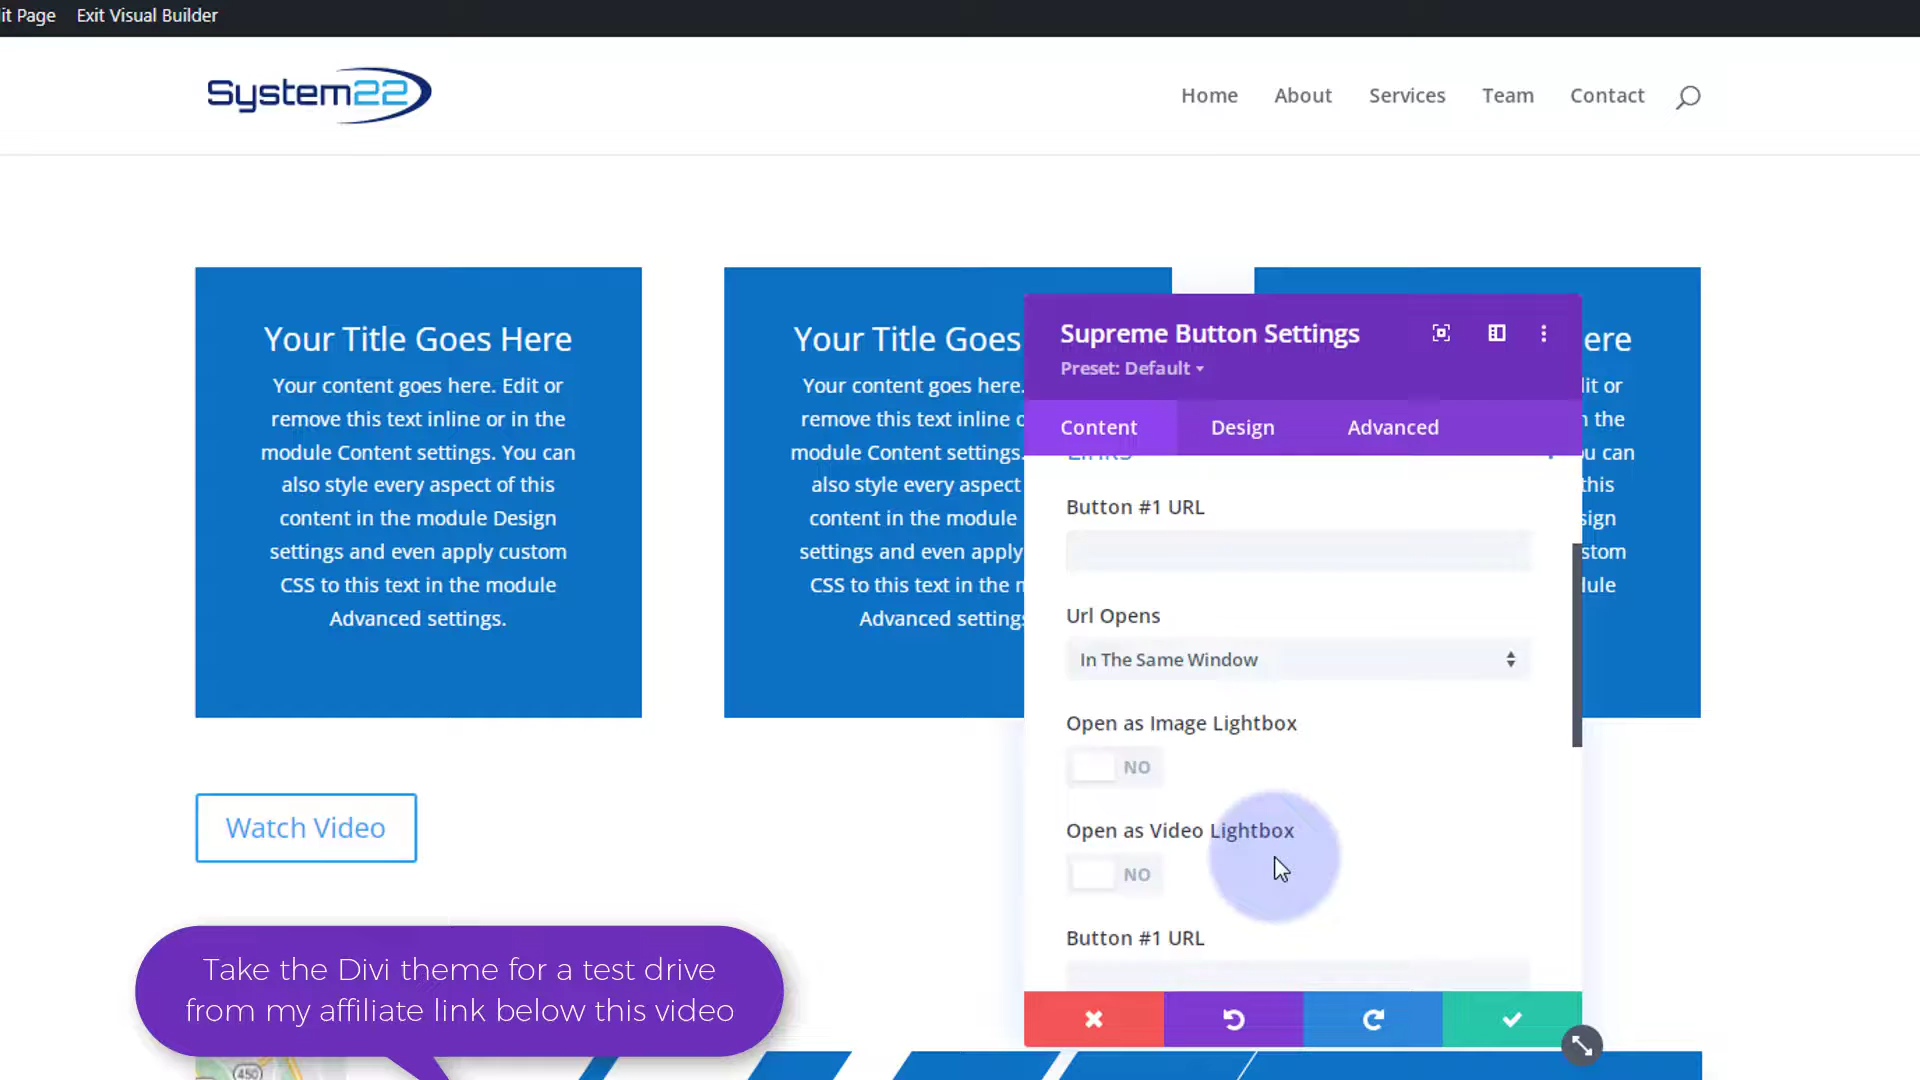 it Page Exit Visual Builder
System22
Home About Services Team Contact
Your Title Goes Here
Your content goes here. Edit or
remove this text inline or in the
module Content settings. You can
also style every aspect of this
content in the module Design
settings and even apply custom
CSS to this text in the module
Advanced settings.
Your Title Goes
Your content goes here.
remove this text inline o
module Content settings.
also style every aspect
content in the module
settings and even apply
CSS to this text in the m
Advanced settings
ere
lit or
n the
u can
this
sign
stom
lule
Supreme Button Settings
Preset: Default
Content Design Advanced
Links
Button #1 URL
Url Opens
In The Same Window
Open as Image Lightbox
NO
Open as Video Lightbox
NO
Button #1 URL
Watch Video
Take the Divi theme for a test drive
from my affiliate link below this video
450